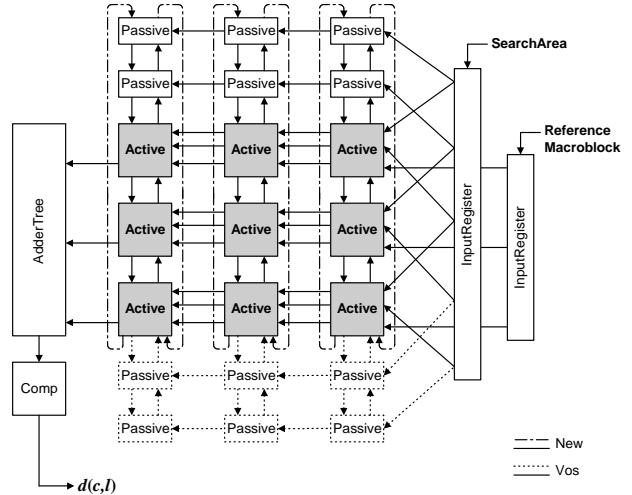 Passive Passive Passive
SearchArea
Passive Passive Passive
Reference
Macroblock
Active Active Active
AdderTree
InputRegister
InputRegister
Active Active Active
Active Active Active
Comp
Passive Passive Passive
Passive Passive Passive
New
Vos
d(c,l)